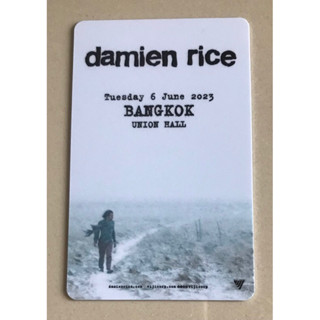 damien rice
Tuesday 6 June 2023
BANGKOK
UNION HALL